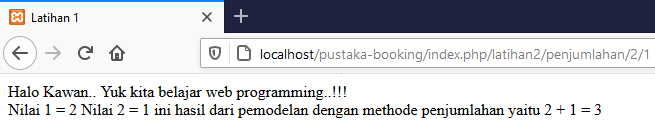 Latihan 1
localhost/pustaka-booking/index.php/latihan2/penjumlahan/2/1
Halo Kawan.. Yuk kita belajar web programming..!!!
Nilai 1 = 2 Nilai 2 = 1 ini hasil dari pemodelan dengan methode penjumlahan yaitu 2 + 1 = 3